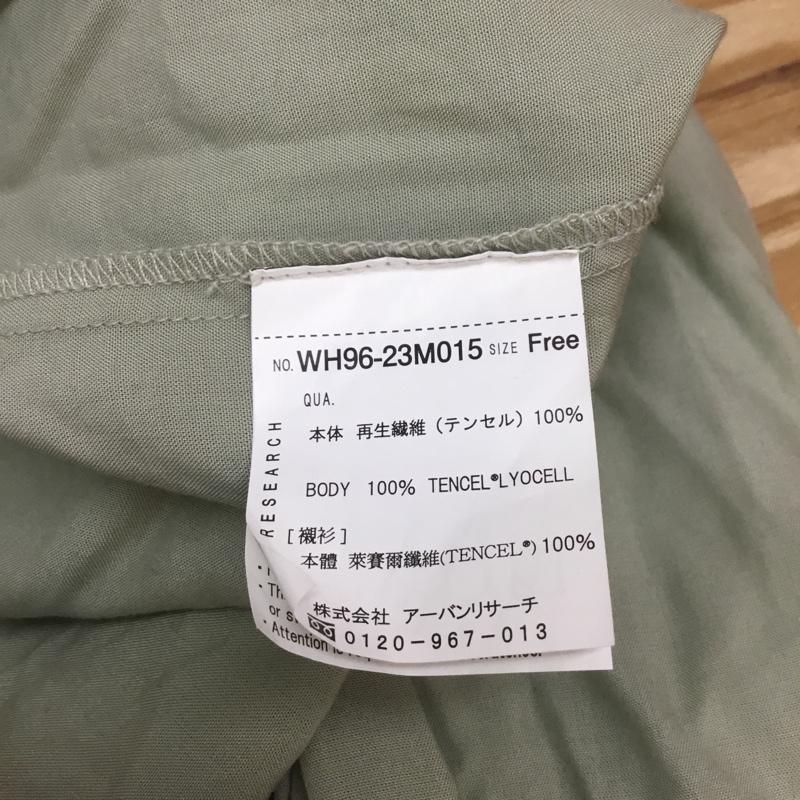 NO. WH96-23M015 SIZE Free
QUA.
本体 再生繊維（テンセル）100%
BODY 100% TENCEL®LYOCELL
[襯衫]
本體 萊賽爾纖維(TENCEL®)100%
株式会社 アーバンリサーチ
0120-967-013
RESEARCH
or
Attention